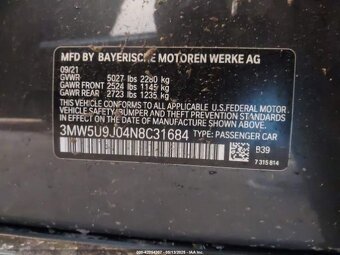 MFD BY BAYERISCHE MOTOREN WERKE AG
09/21
GVWR 5027 lbs 2280 kg
GAWR FRONT 2524 lbs 1145 kg
GAWR REAR 2723 lbs 1235 kg
THIS VEHICLE CONFORMS TO ALL APPLICABLE U.S. FEDERAL MOTOR
VEHICLE SAFETY, BUMPER, AND THEFT PREVENTION STANDARDS IN
EFFECT ON THE DATE OF MANUFACTURE SHOWN ABOVE.
3MW5U9J04N8C31684 TYPE: PASSENGER CAR
B39
7 315 814